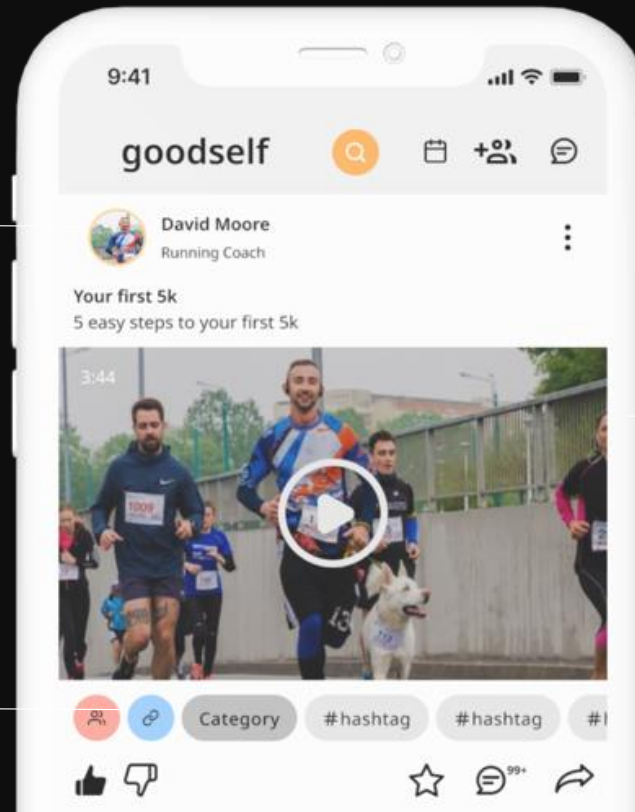 9:41
goodself
David Moore
Running Coach
Your first 5k
5 easy steps to your first 5k
3:44
1009
13
Category #hashtag #hashtag
99+